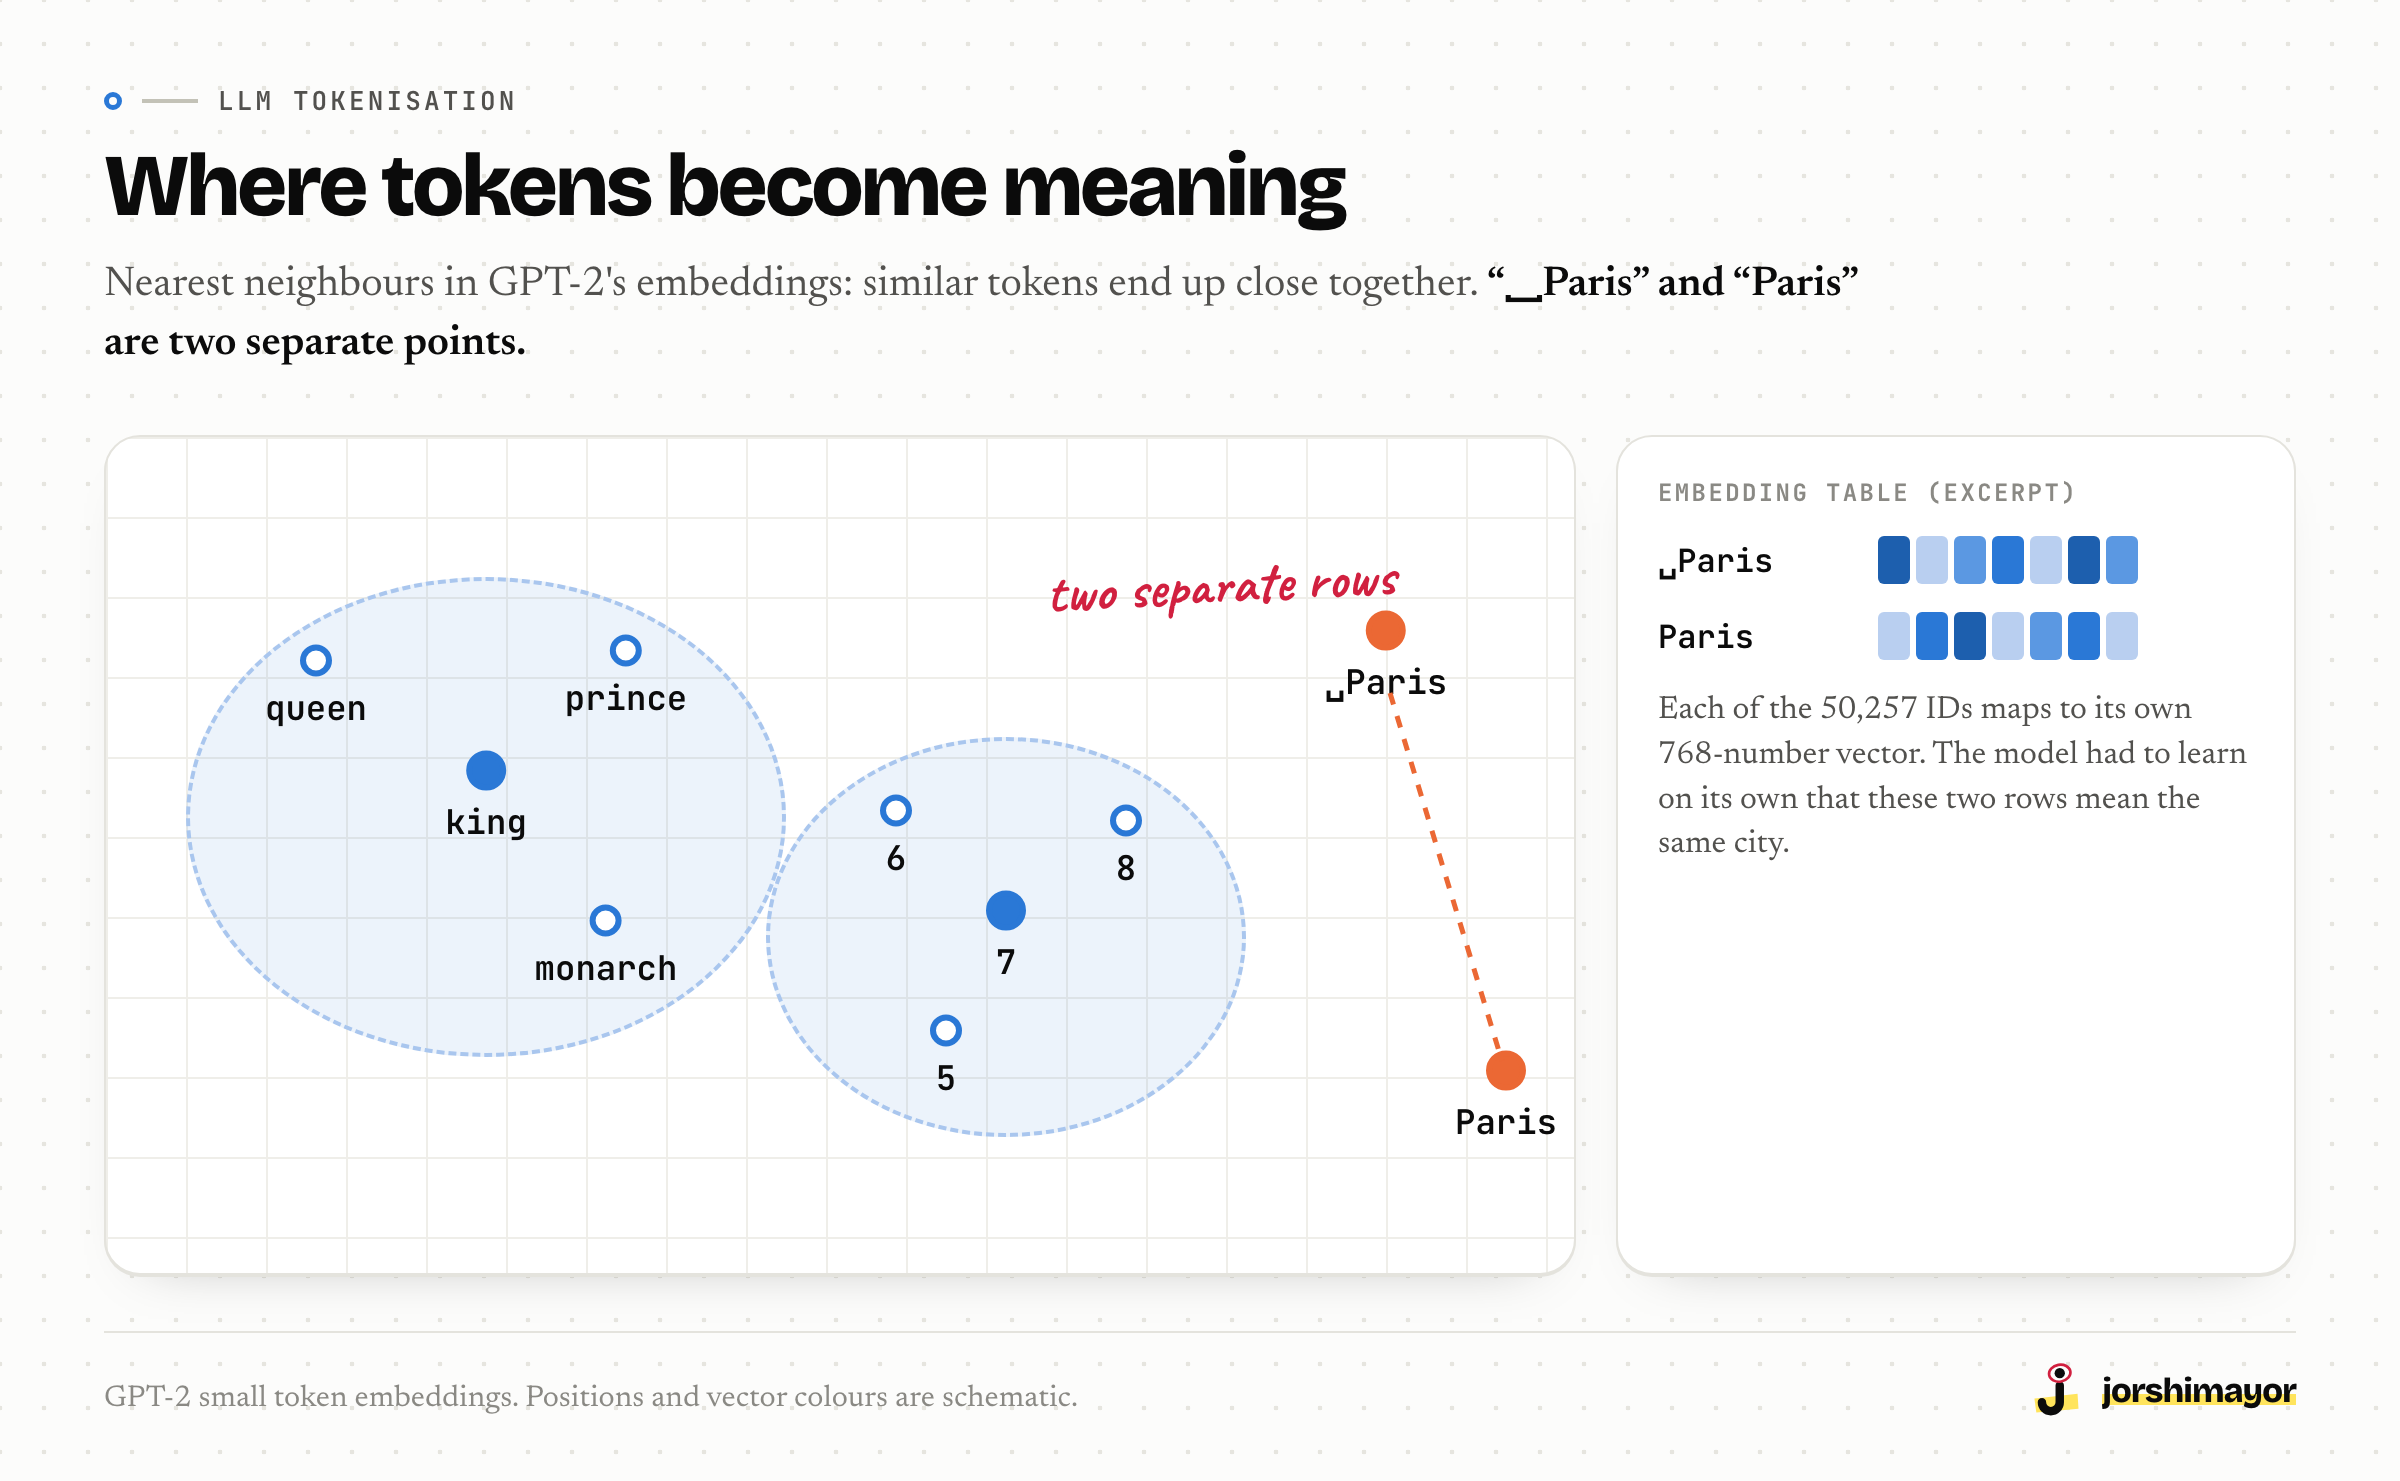 LLM TOKENISATION
Where tokens become meaning
Nearest neighbours in GPT-2's embeddings: similar tokens end up close together. “␣Paris” and “Paris”
are two separate points.
two separate rows
␣Paris
queen
prince
king
6
8
7
monarch
5
Paris
EMBEDDING TABLE (EXCERPT)
␣Paris
Paris
Each of the 50,257 IDs maps to its own
768-number vector. The model had to learn
on its own that these two rows mean the
same city.
GPT-2 small token embeddings. Positions and vector colours are schematic.
jorshimayor